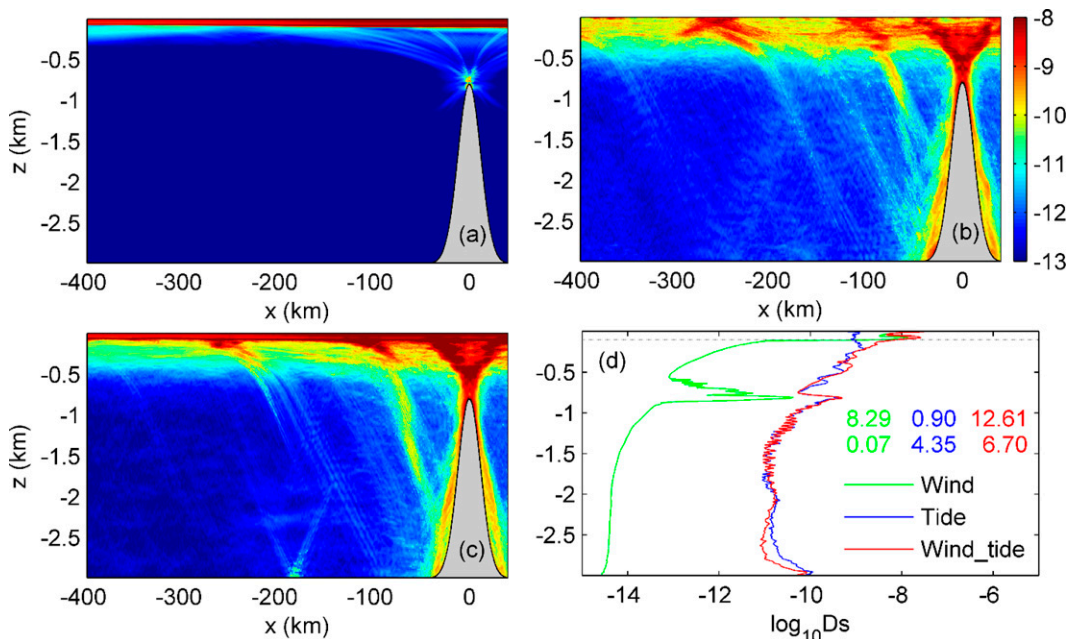 -0.5
-1
-1.5
-2
-2.5
z (km)
(a)
-400 -300 -200 -100 0
x (km)
-0.5
-1
-1.5
-2
-2.5
(b)
-400 -300 -200 -100 0
x (km)
-8
-9
-10
-11
-12
-13
-0.5
-1
-1.5
-2
-2.5
z (km)
(c)
-400 -300 -200 -100 0
x (km)
-0.5
-1
-1.5
-2
-2.5
(d)
8.29 0.90 12.61
0.07 4.35 6.70
Wind
Tide
Wind_tide
-14 -12 -10 -8 -6
log10Ds